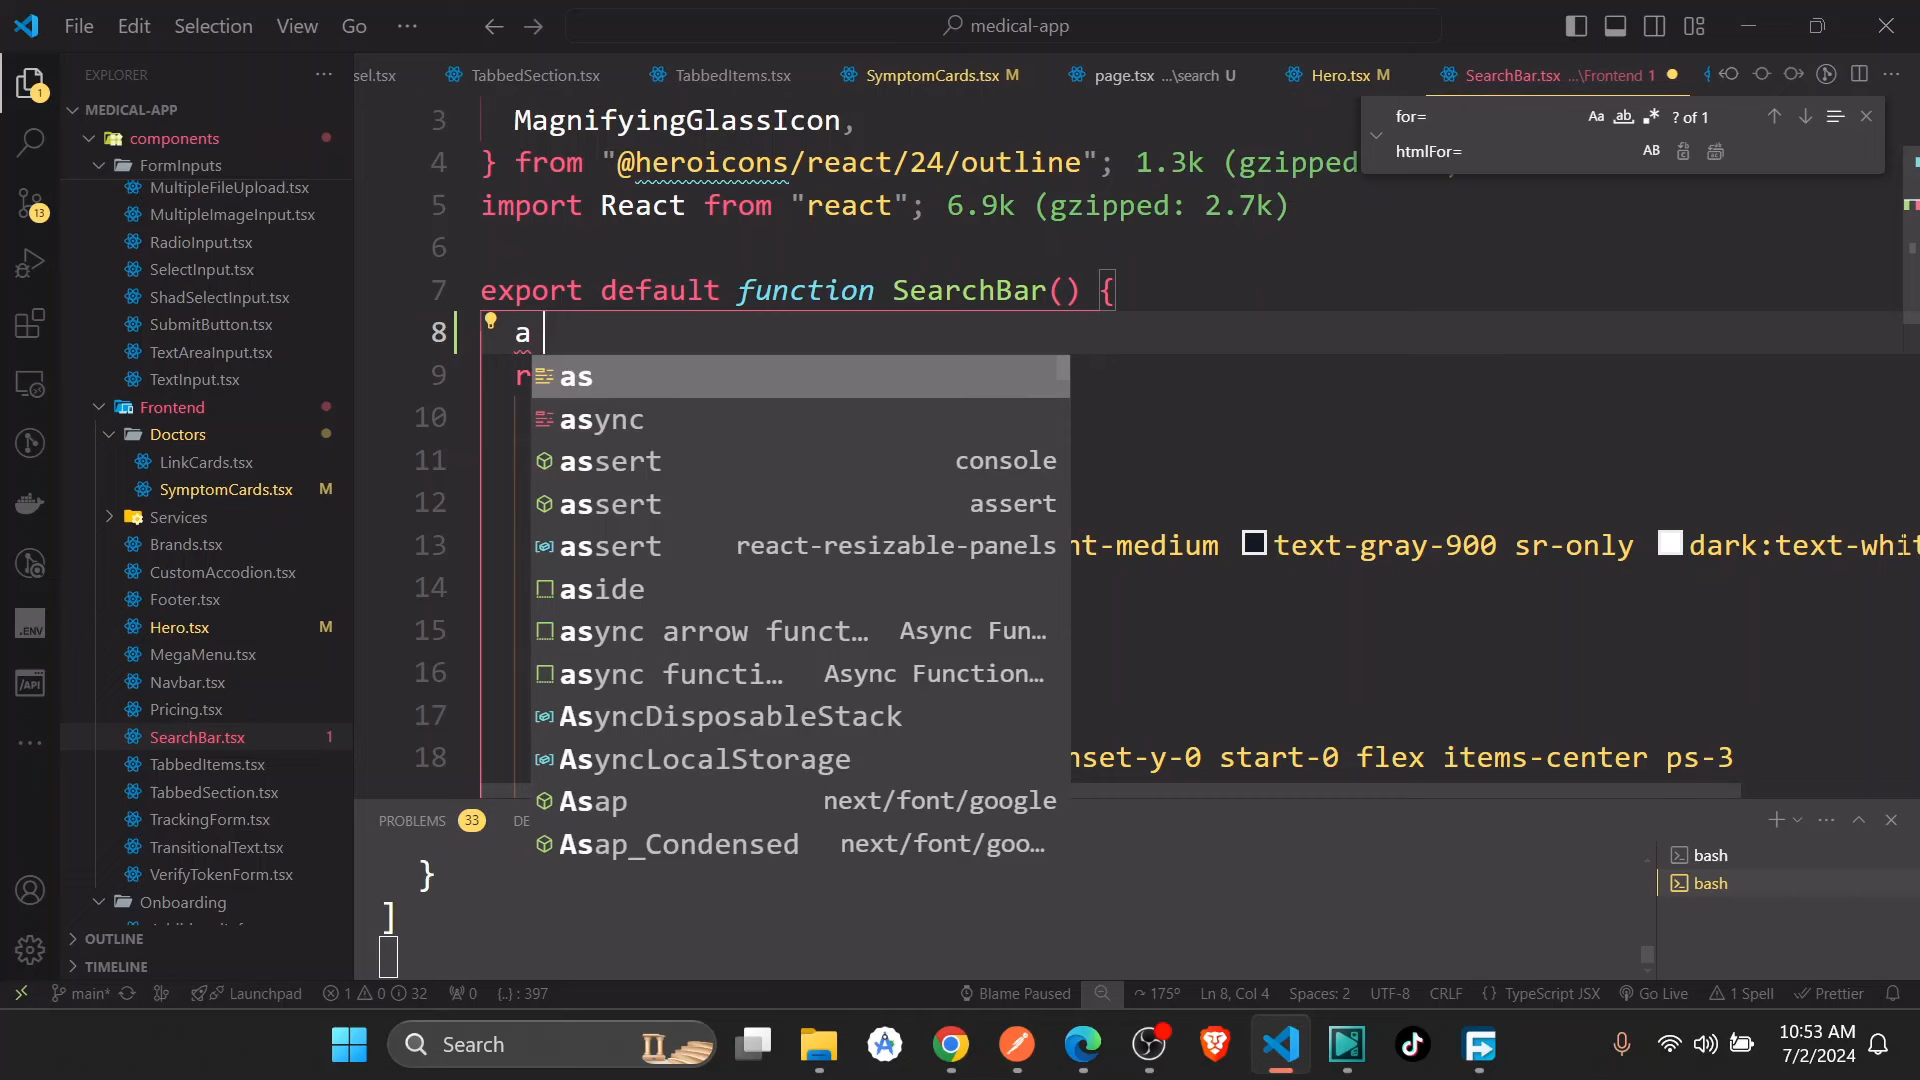 File Edit Selection View Go ···
medical-app
EXPLORER
MEDICAL-APP
components
FormInputs
MultipleFileUpload.tsx
MultipleImageInput.tsx
RadioInput.tsx
SelectInput.tsx
ShadSelectInput.tsx
SubmitButton.tsx
TextAreaInput.tsx
TextInput.tsx
Frontend
Doctors
LinkCards.tsx
SymptomCards.tsx M
Services
Brands.tsx
CustomAccodion.tsx
Footer.tsx
Hero.tsx M
MegaMenu.tsx
Navbar.tsx
Pricing.tsx
SearchBar.tsx 1
TabbedItems.tsx
TabbedSection.tsx
TrackingForm.tsx
TransitionalText.tsx
VerifyTokenForm.tsx
Onboarding
OUTLINE
TIMELINE
1
13
.ENV
/API
sel.tsx TabbedSection.tsx TabbedItems.tsx SymptomCards.tsx M page.tsx ...\search U Hero.tsx M SearchBar.tsx ...\Frontend 1
for= Aa ab ? of 1
htmlFor= AB
3 MagnifyingGlassIcon,
4 } from "@heroicons/react/24/outline"; 1.3k (gzipped
5 import React from "react"; 6.9k (gzipped: 2.7k)
6
7 export default function SearchBar() {
8 a
9 r
10
11
12
13 nt-medium text-gray-900 sr-only dark:text-whit
14
15
16
17
18 nset-y-0 start-0 flex items-center ps-3
as
async
assert console
assert assert
assert react-resizable-panels
aside
async arrow funct… Async Fun…
async functi… Async Function…
AsyncDisposableStack
AsyncLocalStorage
Asap next/font/google
Asap_Condensed next/font/goo…
PROBLEMS 33 DE
}
]
bash
bash
main* Launchpad 1 0 32 0 {..} : 397 Blame Paused 175° Ln 8, Col 4 Spaces: 2 UTF-8 CRLF {} TypeScript JSX Go Live 1 Spell Prettier
Search
10:53 AM
7/2/2024